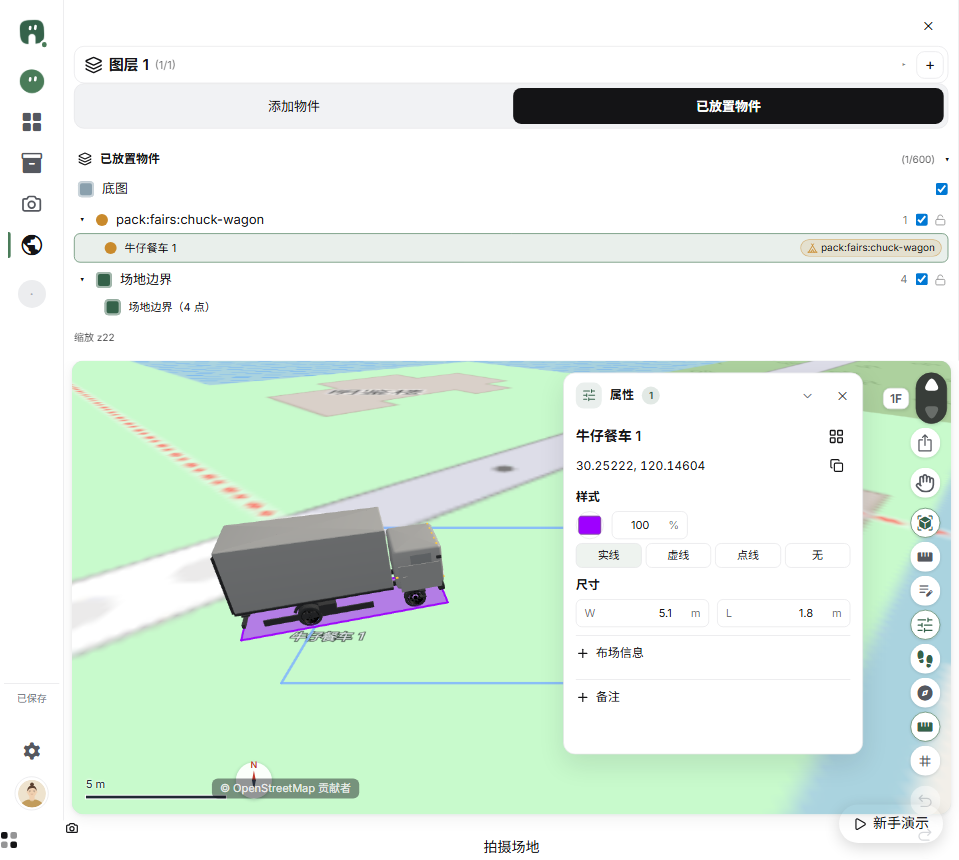 图层 1 (1/1)
+
添加物件
已放置物件
已放置物件
(1/600)
底图
pack:fairs:chuck-wagon
1
牛仔餐车 1
pack:fairs:chuck-wagon
场地边界
4
场地边界（4 点）
缩放 z22
属性 1
1F
牛仔餐车 1
30.25222, 120.14604
样式
100 %
实线
虚线
点线
无
尺寸
W 5.1 m
L 1.8 m
+ 布场信息
+ 备注
牛仔餐车 1
已保存
5 m
N
© OpenStreetMap 贡献者
新手演示
拍摄场地